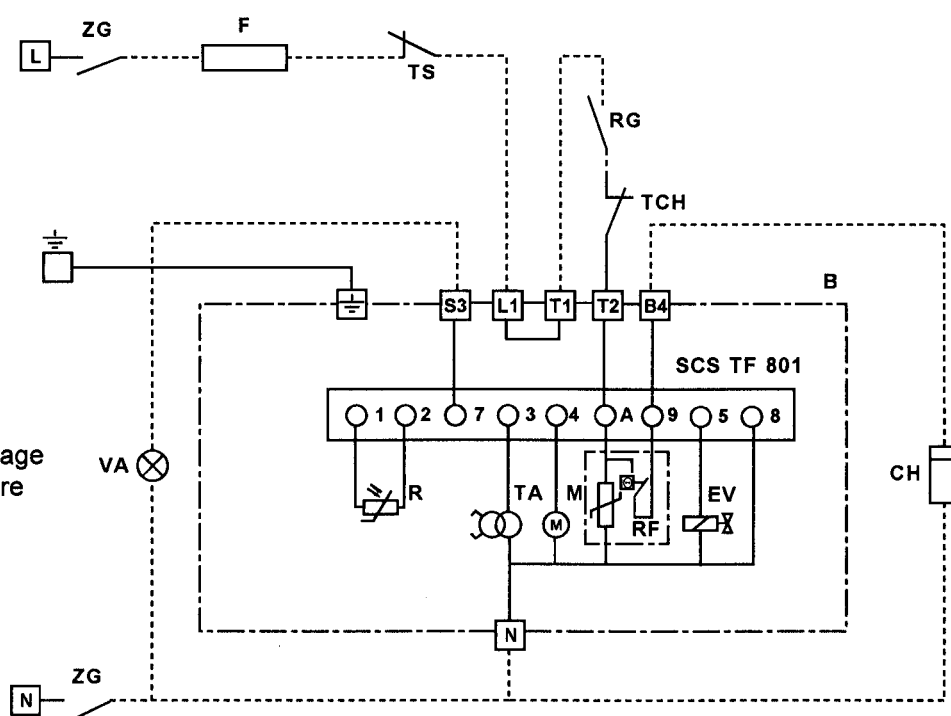 ZG
F
L
TS
RG
TCH
B
S3 L1 T1 T2 B4
SCS TF 801
1 2 7 3 4 A 9 5 8
age
re
VA
R
TA
M
M
RF
EV
CH
N
ZG
N